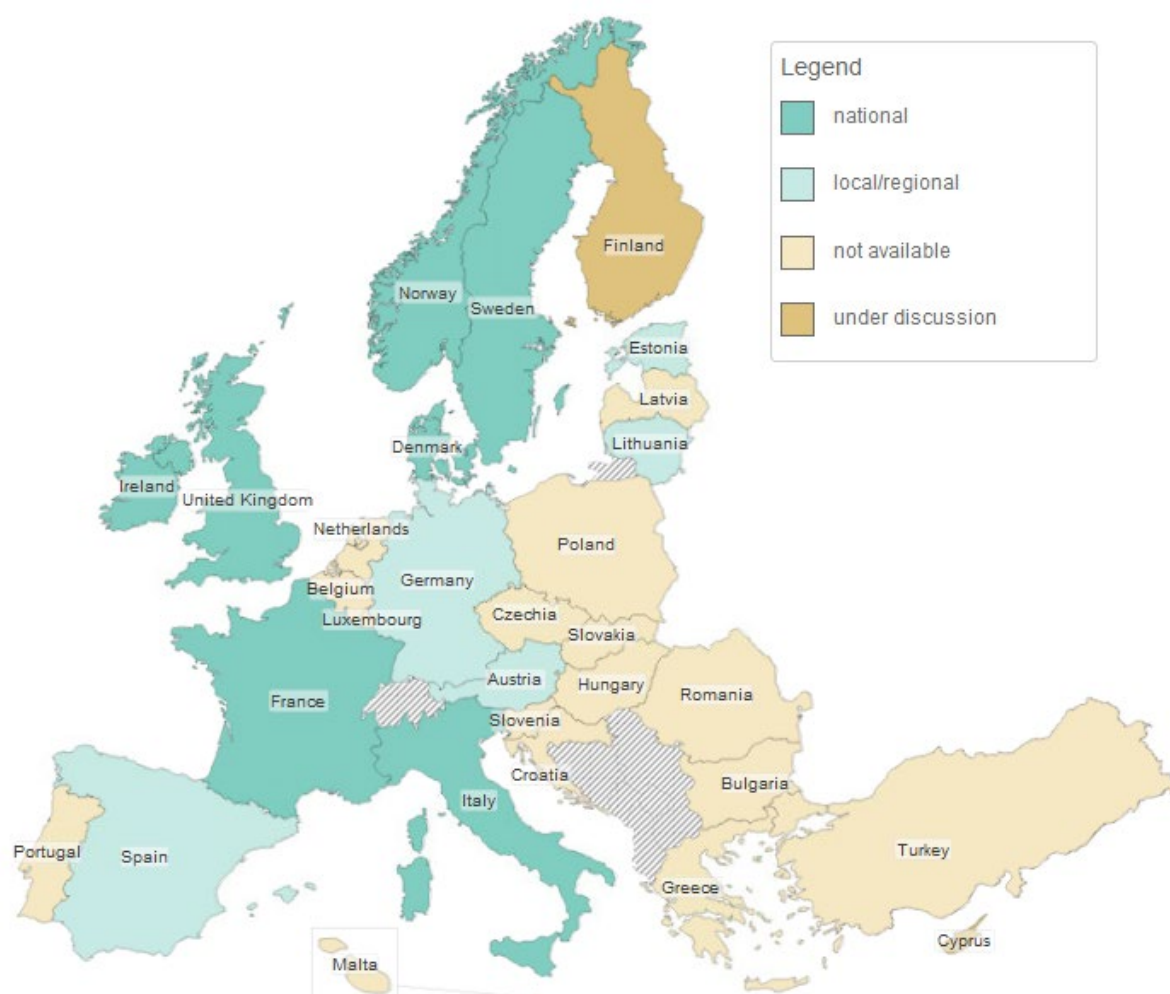 Legend
national
local/regional
not available
under discussion
Finland
Norway
Sweden
Estonia
Latvia
Lithuania
Denmark
Ireland
United Kingdom
Netherlands
Poland
Belgium
Germany
Luxembourg
Czechia
Slovakia
Austria
Hungary
Romania
France
Slovenia
Croatia
Bulgaria
Italy
Portugal
Spain
Turkey
Greece
Cyprus
Malta